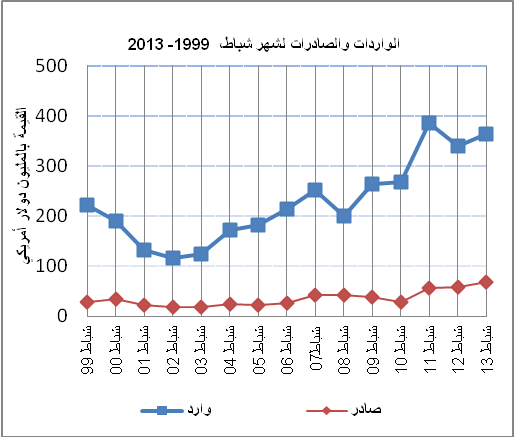 الواردات والصادرات لشهر شباط، 1999- 2013
القيمة بالمليون دولار أمريكي
500
400
300
200
100
0
شباط 99
شباط 00
شباط 01
شباط 02
شباط 03
شباط 04
شباط 05
شباط 06
شباط07
شباط 08
شباط 09
شباط 10
شباط 11
شباط 12
شباط 13
وارد
صادر